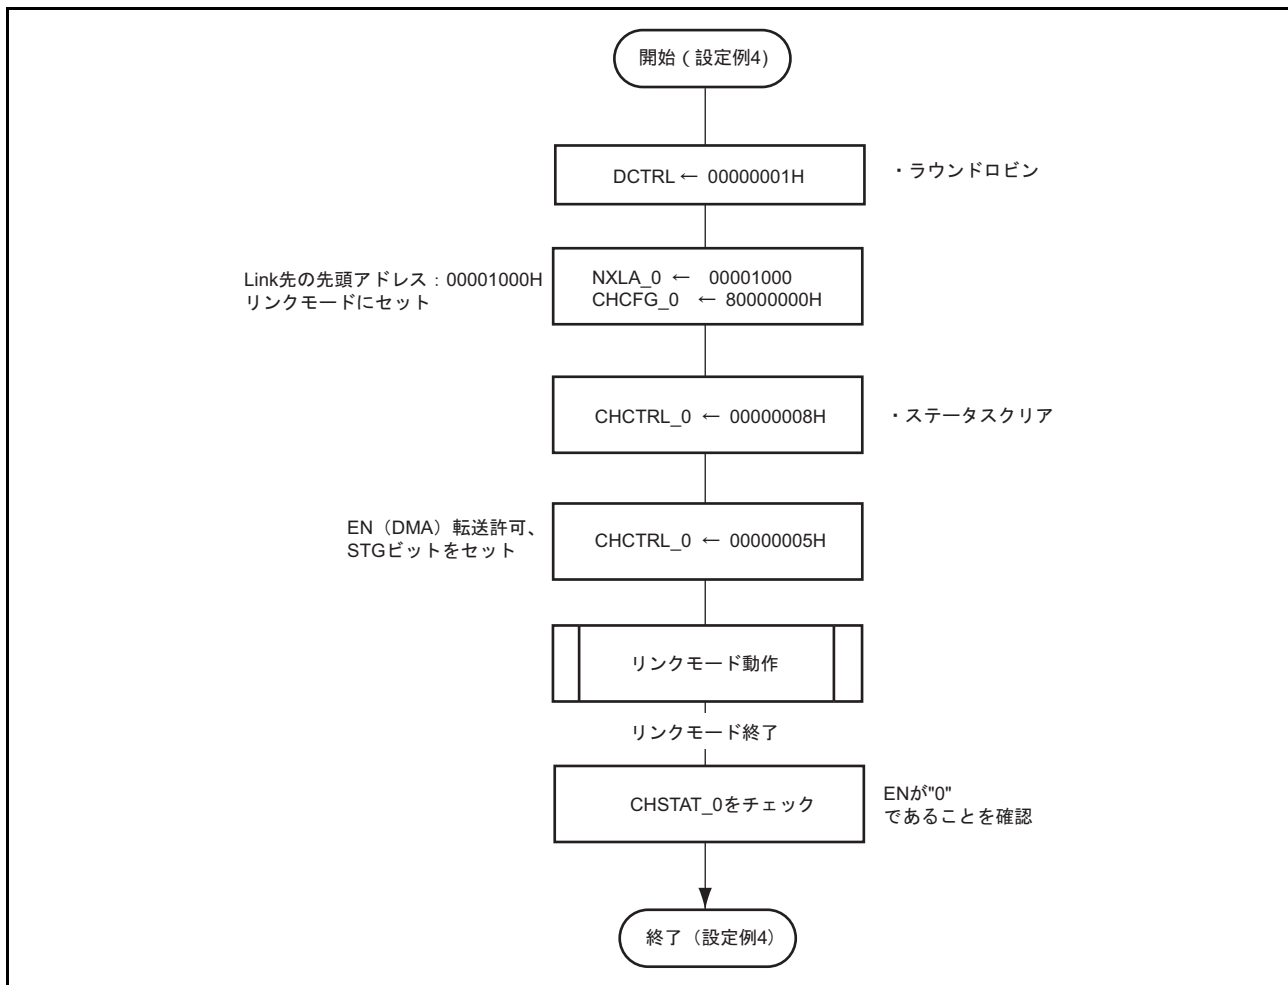 開始 ( 設定例4)
DCTRL ← 00000001H
・ラウンドロビン
Link先の先頭アドレス：00001000H
リンクモードにセット
NXLA_0 ← 00001000
CHCFG_0 ← 80000000H
CHCTRL_0 ← 00000008H
・ステータスクリア
EN（DMA）転送許可、
STGビットをセット
CHCTRL_0 ← 00000005H
リンクモード動作
リンクモード終了
CHSTAT_0をチェック
ENが"0"
であることを確認
終了（設定例4）